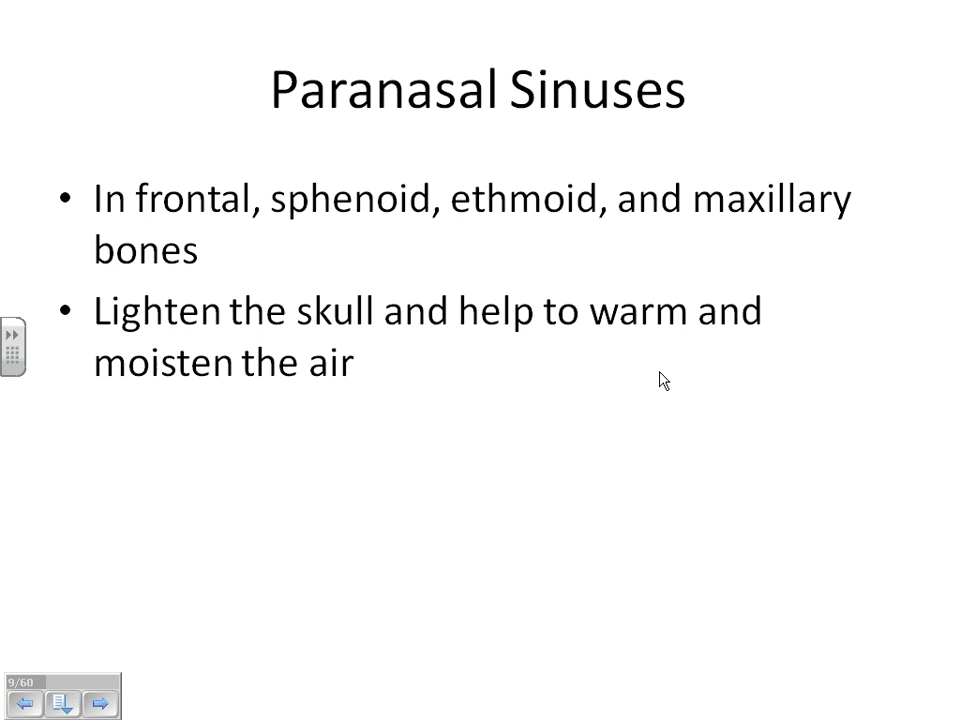 Paranasal Sinuses
• In frontal, sphenoid, ethmoid, and maxillary
bones
• Lighten the skull and help to warm and
moisten the air
9/60